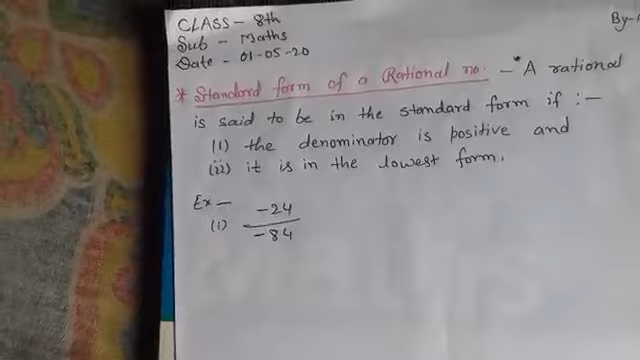 CLASS - 8th
By-
Sub - Maths
Date - 01-05-20
* Standard form of a Rational no. - A rational
is said to be in the standard form if :-
(i) the denominator is positive and
(ii) it is in the lowest form.
Ex -
(1) -24
-84